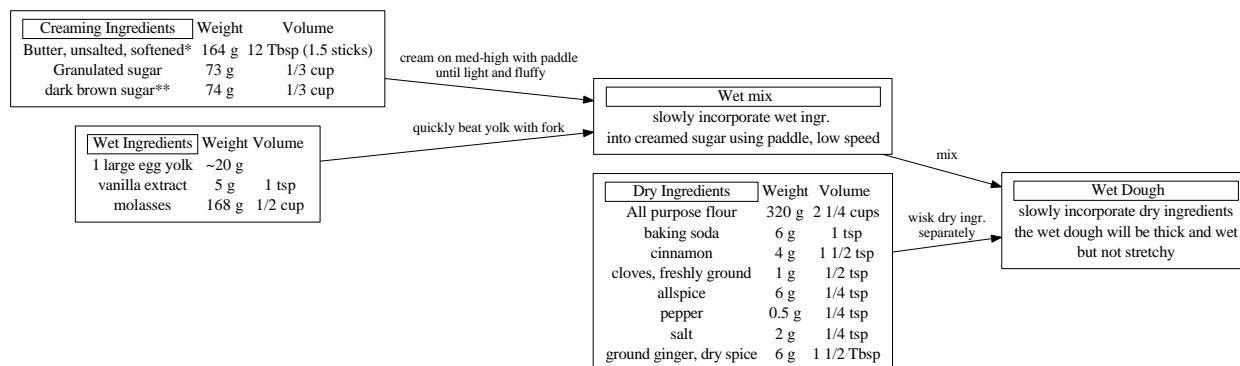 Creaming Ingredients Weight Volume
Butter, unsalted, softened* 164 g 12 Tbsp (1.5 sticks)
Granulated sugar 73 g 1/3 cup
dark brown sugar** 74 g 1/3 cup
cream on med-high with paddle
until light and fluffy
Wet Ingredients Weight Volume
1 large egg yolk ~20 g
vanilla extract 5 g 1 tsp
molasses 168 g 1/2 cup
quickly beat yolk with fork
Wet mix
slowly incorporate wet ingr.
into creamed sugar using paddle, low speed
mix
Dry Ingredients Weight Volume
All purpose flour 320 g 2 1/4 cups
baking soda 6 g 1 tsp
cinnamon 4 g 1 1/2 tsp
cloves, freshly ground 1 g 1/2 tsp
allspice 6 g 1/4 tsp
pepper 0.5 g 1/4 tsp
salt 2 g 1/4 tsp
ground ginger, dry spice 6 g 1 1/2 Tbsp
wisk dry ingr.
separately
Wet Dough
slowly incorporate dry ingredients
the wet dough will be thick and wet
but not stretchy